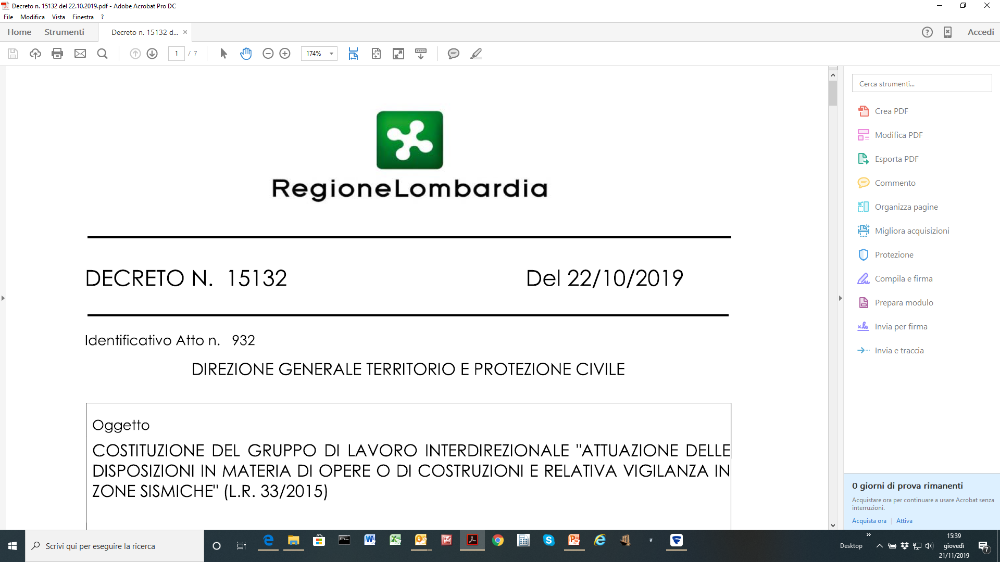 Decreto n. 15132 del 22.10.2019.pdf - Adobe Acrobat Pro DC
File Modifica Vista Finestra ?
Home Strumenti Decreto n. 15132 d... × Accedi
1 / 7 174%
Cerca strumenti...
Crea PDF
Modifica PDF
Esporta PDF
Commento
Organizza pagine
Migliora acquisizioni
Protezione
Compila e firma
Prepara modulo
Invia per firma
Invia e traccia
RegioneLombardia
DECRETO N. 15132 Del 22/10/2019
Identificativo Atto n. 932
DIREZIONE GENERALE TERRITORIO E PROTEZIONE CIVILE
Oggetto
COSTITUZIONE DEL GRUPPO DI LAVORO INTERDIREZIONALE "ATTUAZIONE DELLE
DISPOSIZIONI IN MATERIA DI OPERE O DI COSTRUZIONI E RELATIVA VIGILANZA IN
ZONE SISMICHE" (L.R. 33/2015)
0 giorni di prova rimanenti
Acquistare ora per continuare a usare Acrobat senza
interruzioni.
Acquista ora | Attiva
Scrivi qui per eseguire la ricerca
Desktop
15:39
giovedì
21/11/2019
7